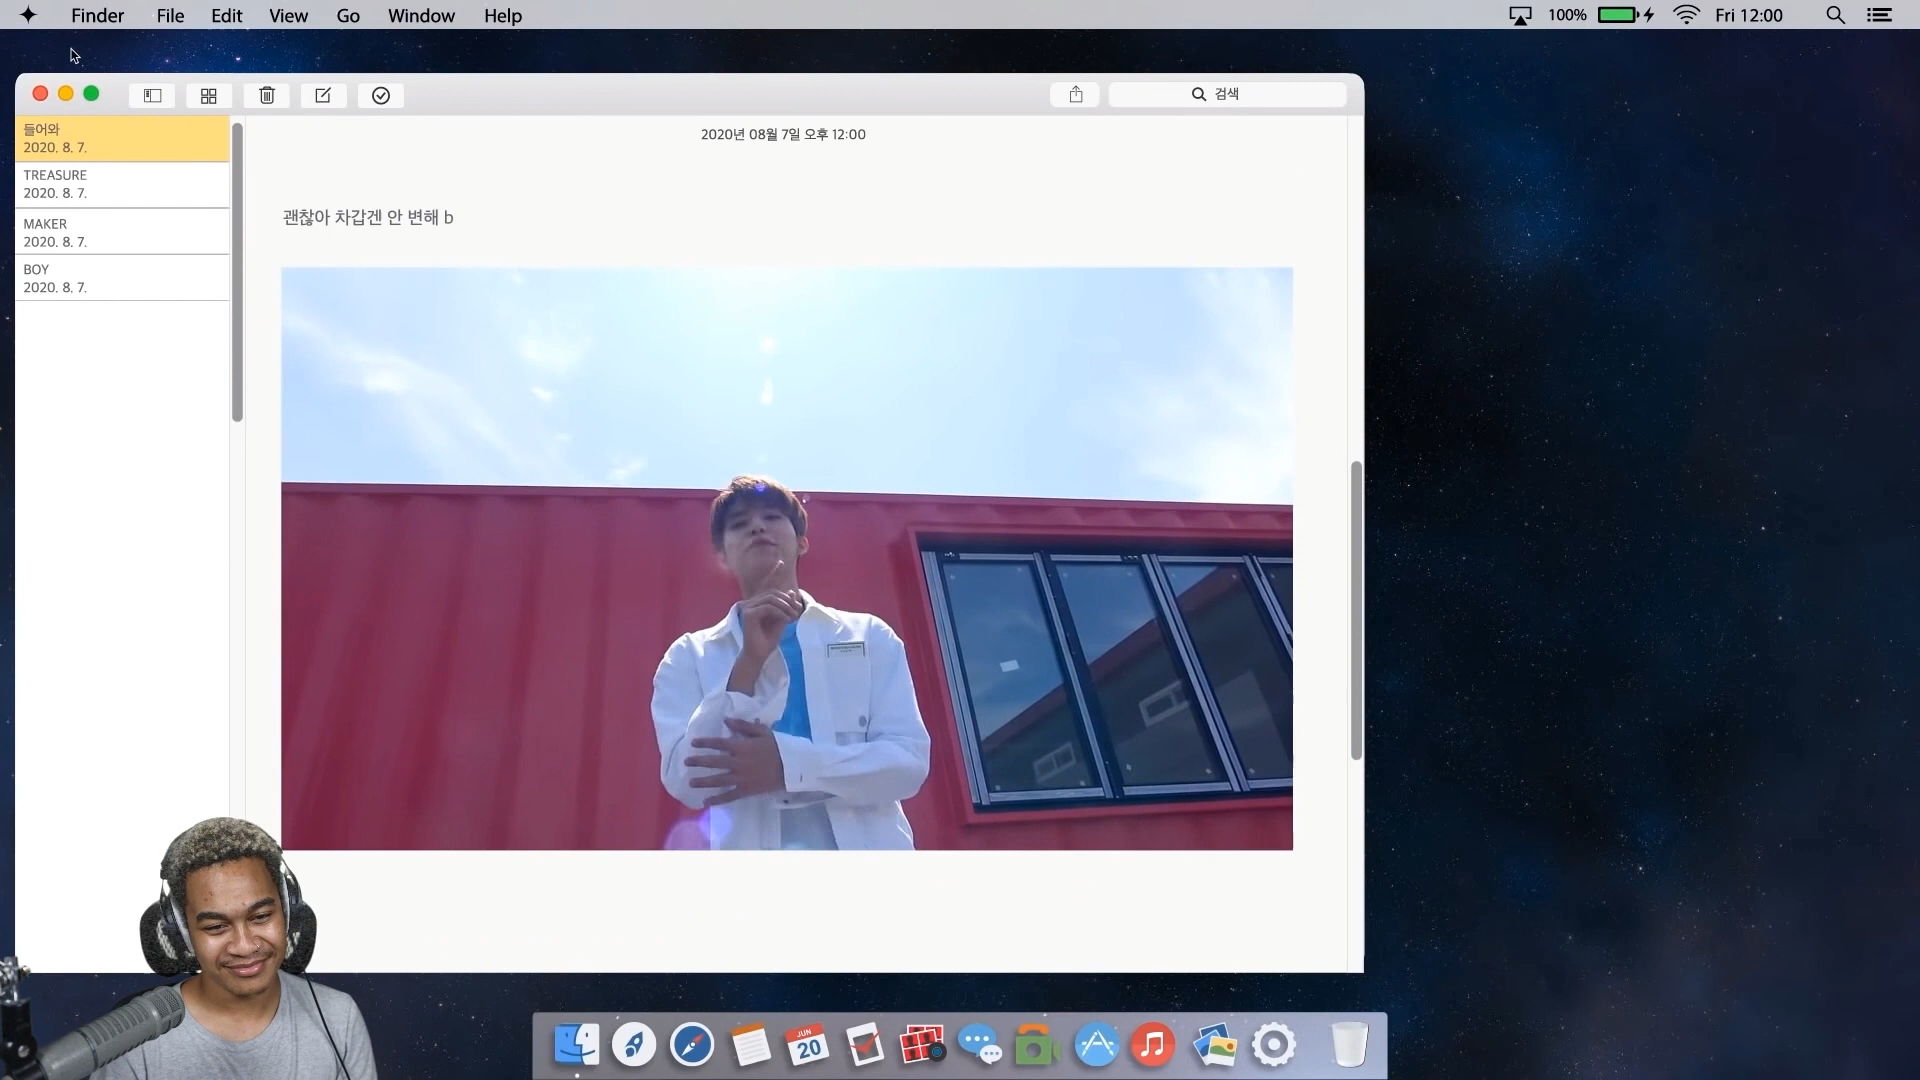 Finder File Edit View Go Window Help 100% Fri 12:00
검색
들어와
2020. 8. 7.
TREASURE
2020. 8. 7.
MAKER
2020. 8. 7.
BOY
2020. 8. 7.
2020년 08월 7일 오후 12:00
괜찮아 차갑겐 안 변해 b
JUN
20